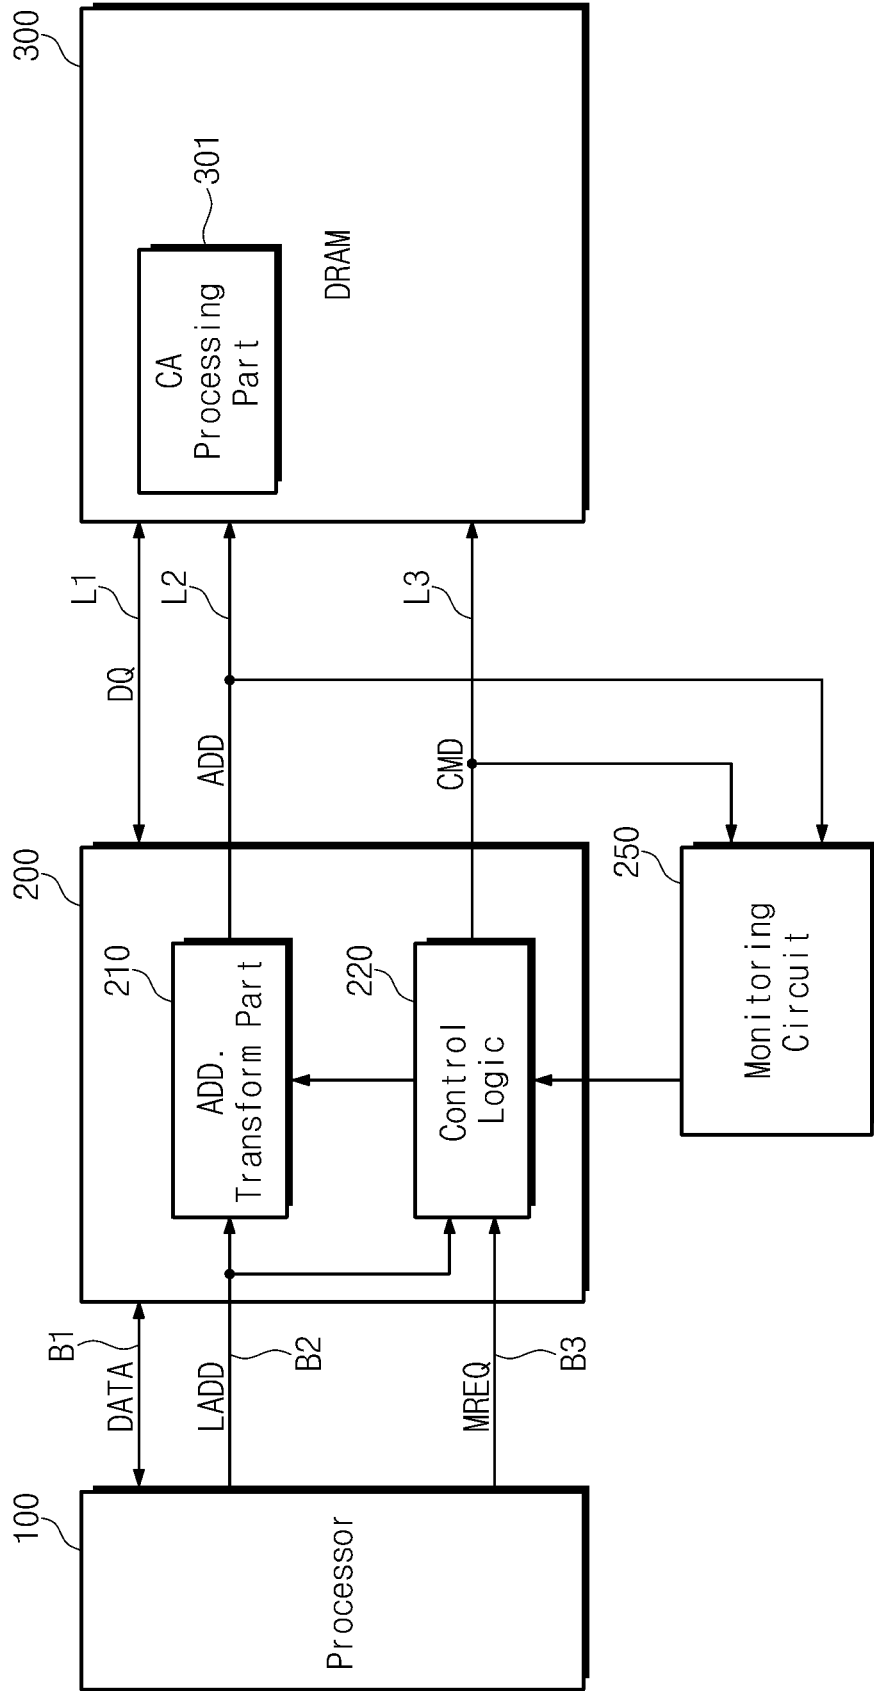 100
Processor
B1
DATA
LADD
B2
MREQ
B3
200
210
ADD.
Transform Part
220
Control
Logic
250
Monitoring
Circuit
L1
DQ
L2
ADD
L3
CMD
300
301
CA
Processing
Part
DRAM